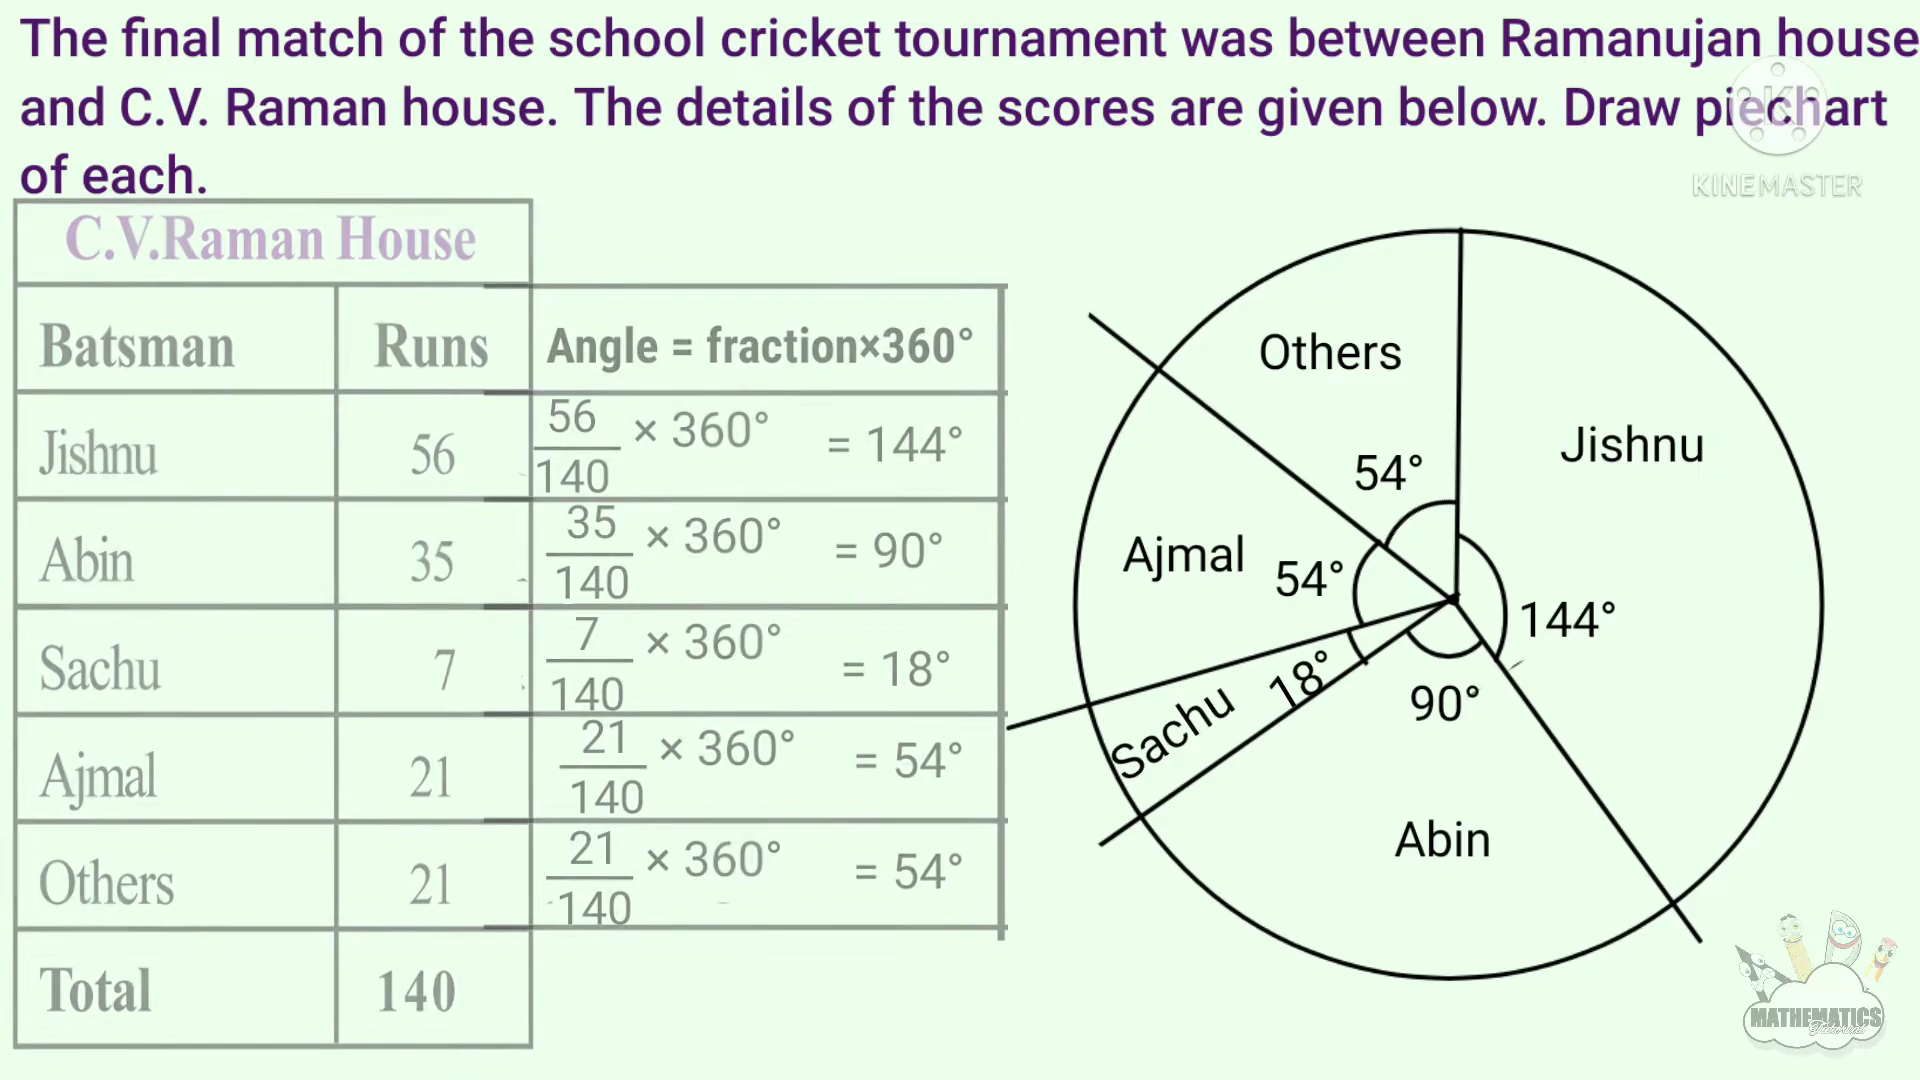 The final match of the school cricket tournament was between Ramanujan house
and C.V. Raman house. The details of the scores are given below. Draw piechart
of each.
KINEMASTER
C.V.Raman House
Batsman Runs Angle = fraction×360°
Jishnu 56 56/140 × 360° = 144°
Abin 35 35/140 × 360° = 90°
Sachu 7 7/140 × 360° = 18°
Ajmal 21 21/140 × 360° = 54°
Others 21 21/140 × 360° = 54°
Total 140
Others
Jishnu
54°
Ajmal 54°
144°
Sachu 18°
90°
Abin
MATHEMATICS